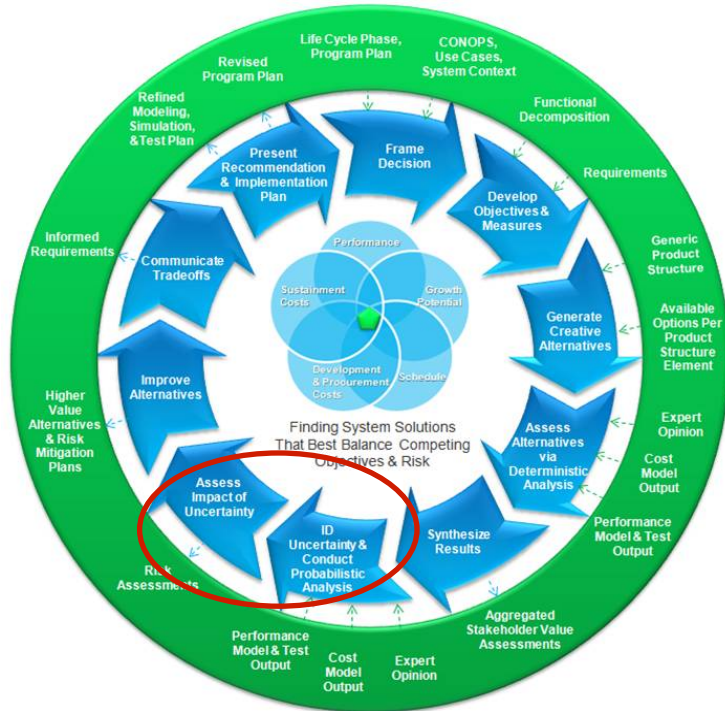 Life Cycle Phase,
Program Plan
CONOPS,
Use Cases,
System Context
Functional
Decomposition
Requirements
Generic
Product
Structure
Available
Options Per
Product
Structure
Element
Expert
Opinion
Cost
Model
Output
Performance
Model & Test
Output
Aggregated
Stakeholder Value
Assessments
Expert
Opinion
Cost
Model
Output
Performance
Model & Test
Output
Risk
Assessments
Higher
Value
Alternatives
& Risk
Mitigation
Plans
Informed
Requirements
Refined
Modeling,
Simulation,
&Test Plan
Revised
Program Plan
Frame
Decision
Develop
Objectives &
Measures
Generate
Creative
Alternatives
Assess
Alternatives via
Deterministic
Analysis
Synthesize
Results
ID
Uncertainty &
Conduct
Probabilistic
Analysis
Assess
Impact of
Uncertainty
Improve
Alternatives
Communicate
Tradeoffs
Present
Recommendation
& Implementation
Plan
Performance
Growth
Potential
Schedule
Development
& Procurement
Costs
Sustainment
Costs
Finding System Solutions
That Best Balance Competing
Objectives & Risk